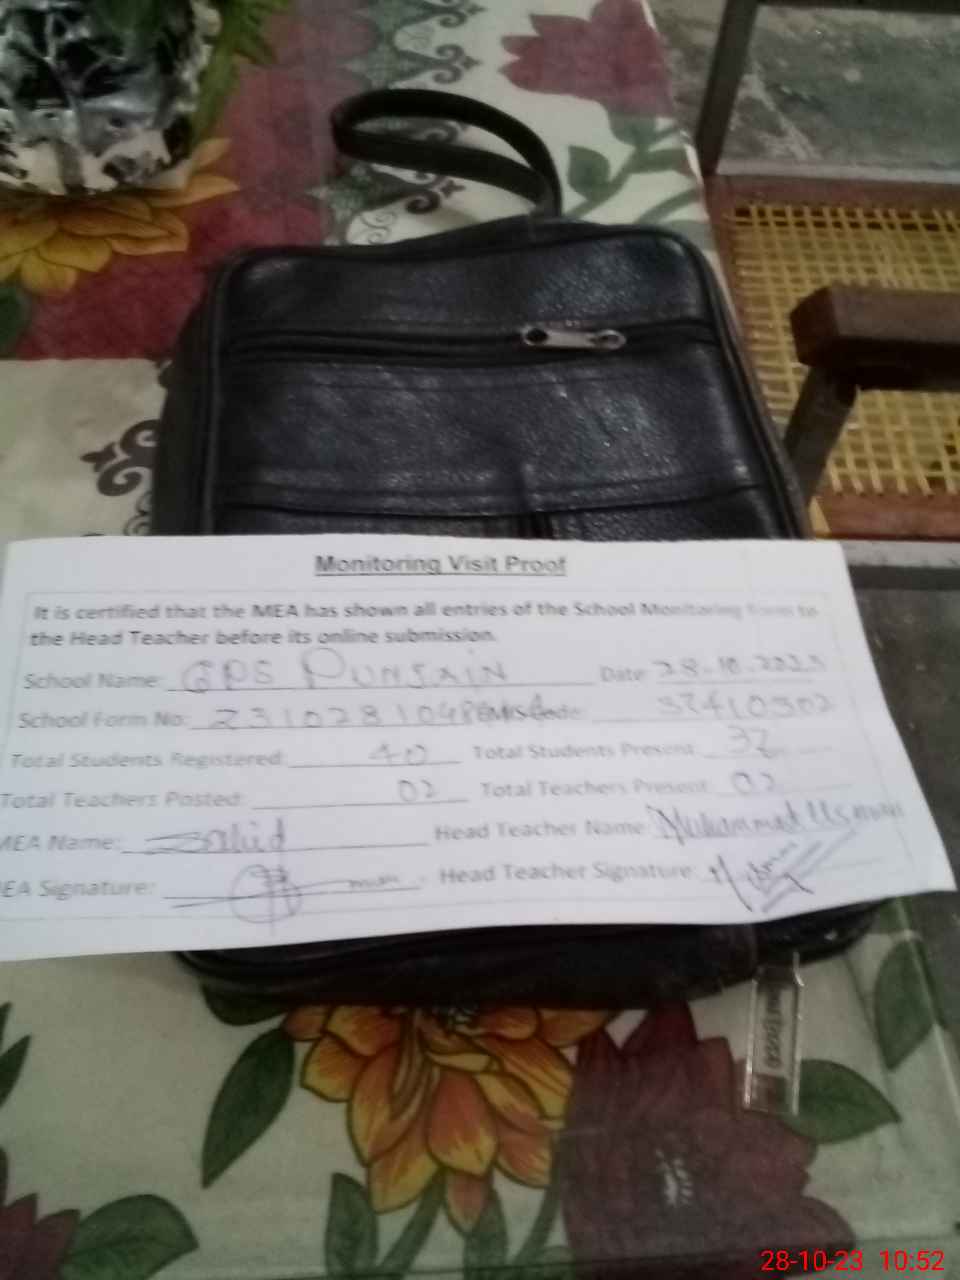 Monitoring Visit Proof
It is certified that the MEA has shown all entries of the School Monitoring Form to
the Head Teacher before its online submission.
School Name: GPS Punjain Date: 28.10.2023
School Form No: 2310281048 Emis Code: 37410302
Total Students Registered: 40 Total Students Present:
Total Teachers Posted: 02 Total Teachers Present: 02
MEA Name: Zahid Head Teacher Name: Muhammad Usman
EA Signature: Head Teacher Signature:
28-10-23 10:52